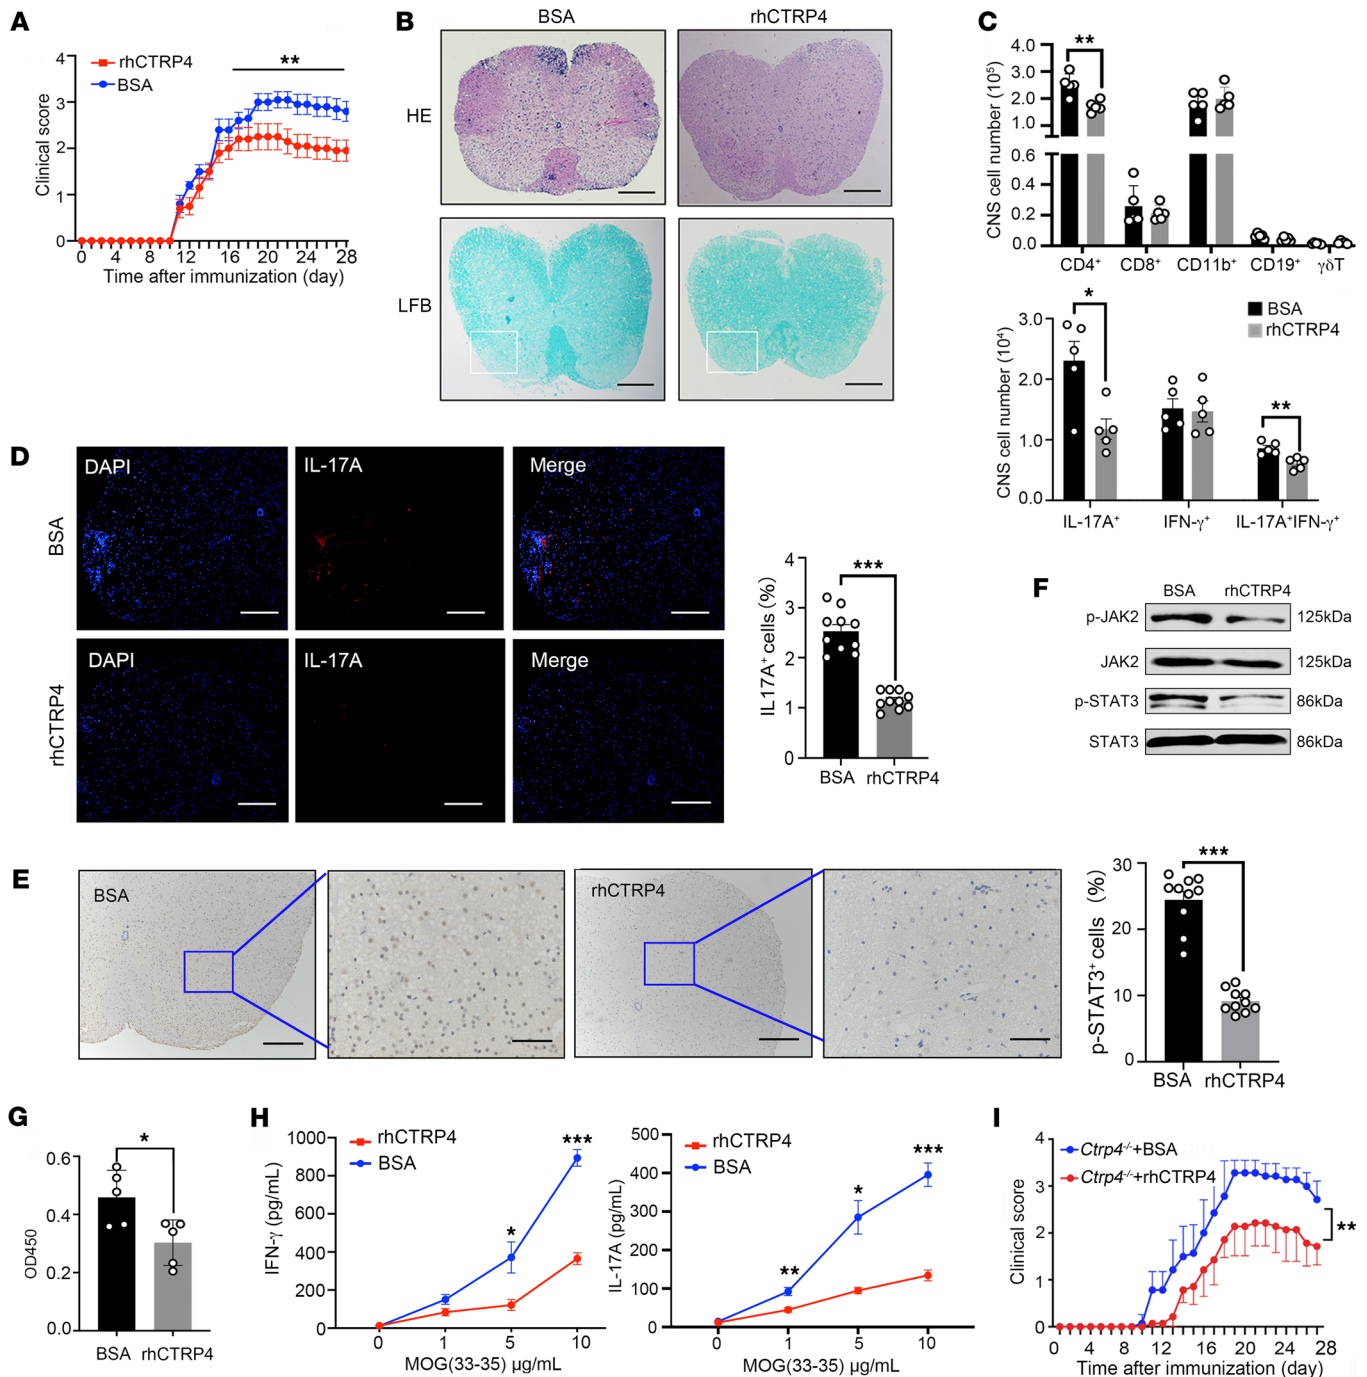 A
rhCTRP4
BSA
**
Clinical score
4
3
2
1
0
0 4 8 12 16 20 24 28
Time after immunization (day)
B
BSA
rhCTRP4
HE
LFB
C
CNS cell number (10⁵)
4.0
3.0
2.0
1.0
0.6
0.4
0.2
0.0
**
CD4⁺ CD8⁺ CD11b⁺ CD19⁺ γδT
CNS cell number (10⁴)
3.0
2.0
1.0
0.0
*
**
BSA
rhCTRP4
IL-17A⁺ IFN-γ⁺ IL-17A⁺IFN-γ⁺
D
BSA
DAPI
IL-17A
Merge
rhCTRP4
DAPI
IL-17A
Merge
IL17A⁺ cells (%)
4
3
2
1
0
***
BSA rhCTRP4
F
BSA rhCTRP4
p-JAK2 125kDa
JAK2 125kDa
p-STAT3 86kDa
STAT3 86kDa
E
BSA
rhCTRP4
p-STAT3⁺ cells (%)
30
20
10
0
***
BSA rhCTRP4
G
OD450
0.6
0.4
0.2
0.0
*
BSA rhCTRP4
H
rhCTRP4
BSA
IFN-γ (pg/mL)
1000
800
600
400
200
0
*
***
0 1 5 10
MOG(33-35) μg/mL
rhCTRP4
BSA
IL-17A (pg/mL)
500
400
300
200
100
0
**
*
***
0 1 5 10
MOG(33-35) μg/mL
I
Ctrp4⁻/⁻+BSA
Ctrp4⁻/⁻+rhCTRP4
Clinical score
4
3
2
1
0
**
0 4 8 12 16 20 24 28
Time after immunization (day)